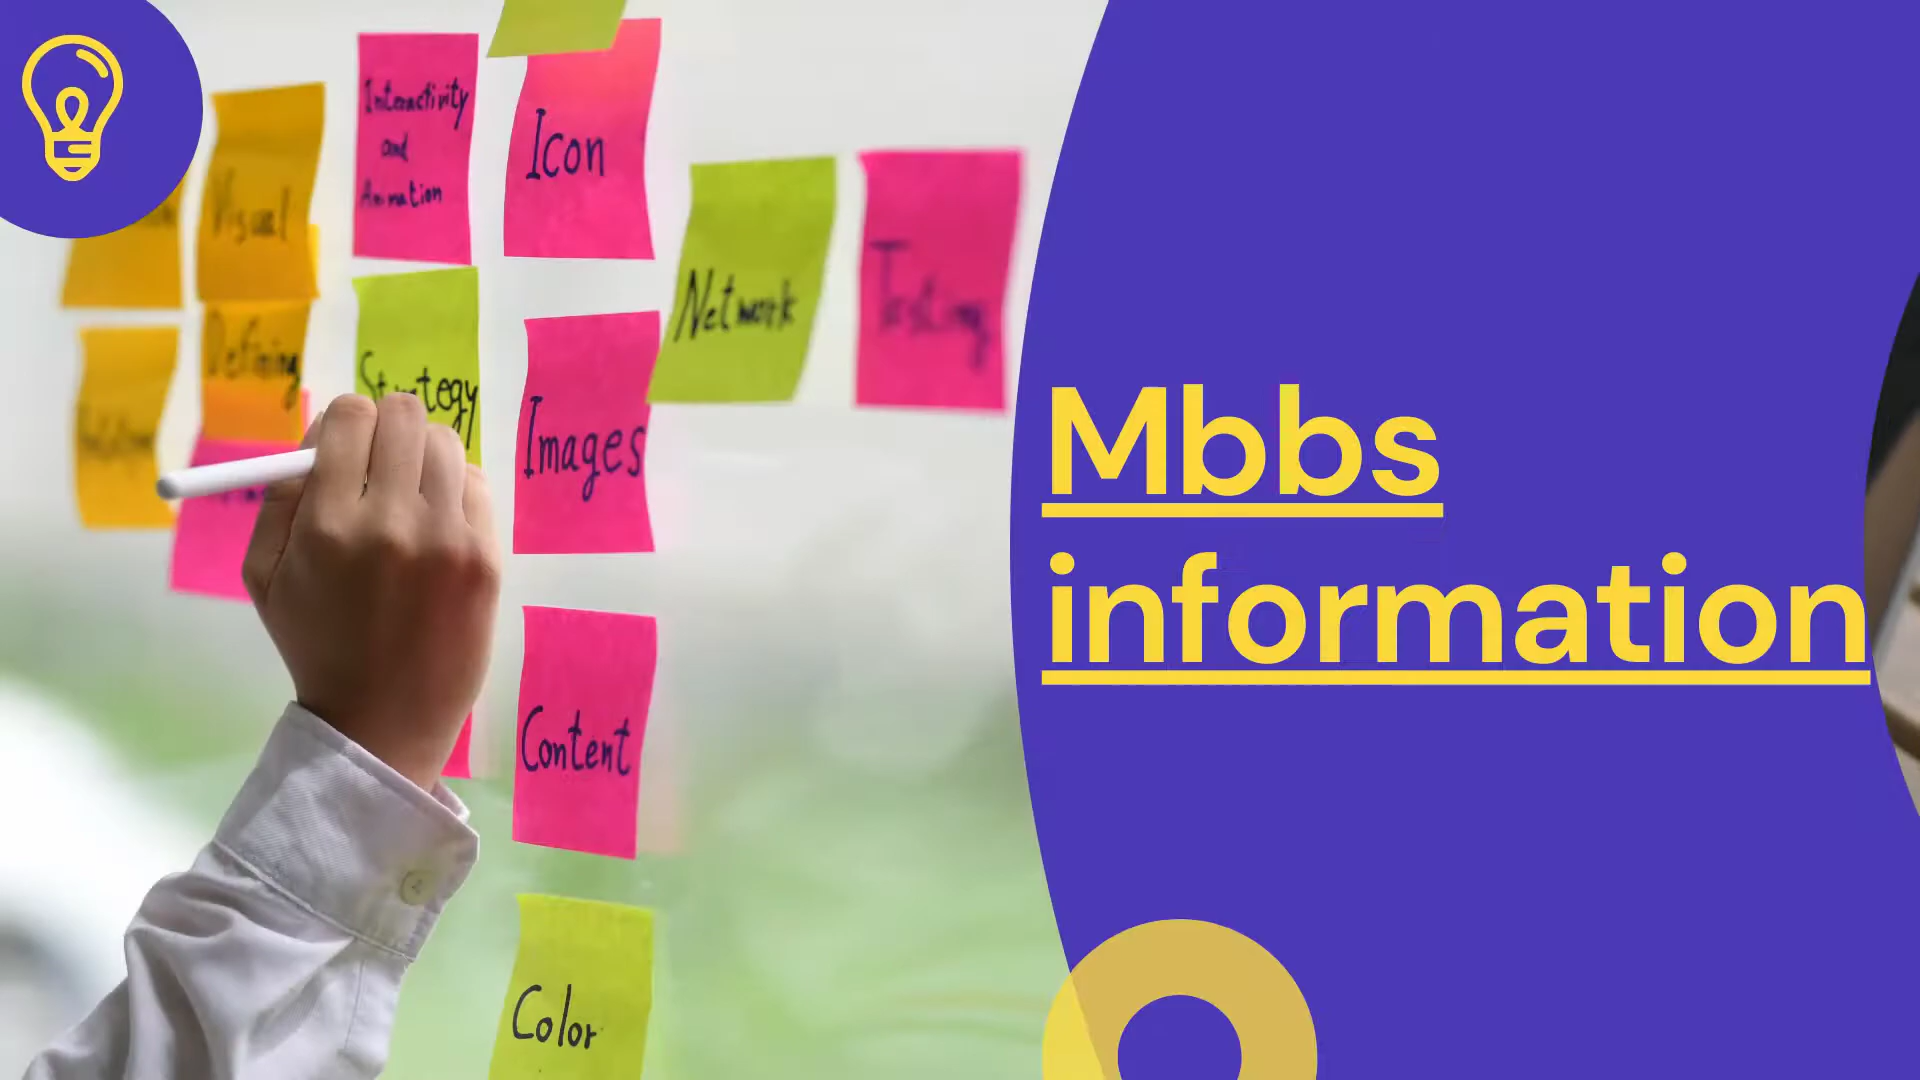 Interactivity
and
Animation
Icon
Visual
Network
Testing
Defining
Strategy
Images
Content
Color
Mbbs
information